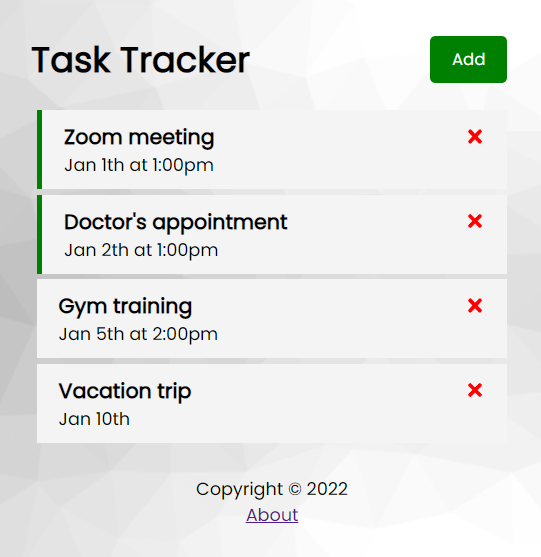 Task Tracker
Add
Zoom meeting
Jan 1th at 1:00pm
Doctor's appointment
Jan 2th at 1:00pm
Gym training
Jan 5th at 2:00pm
Vacation trip
Jan 10th
Copyright © 2022
About